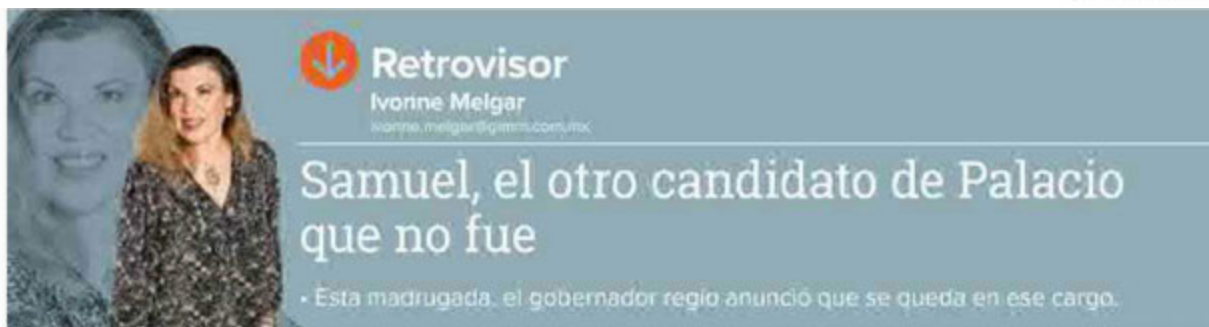 Retrovisor
Ivonne Melgar
ivonne.melgar@gimm.com.mx
Samuel, el otro candidato de Palacio
que no fue
• Esta madrugada, el gobernador regio anunció que se queda en ese cargo.